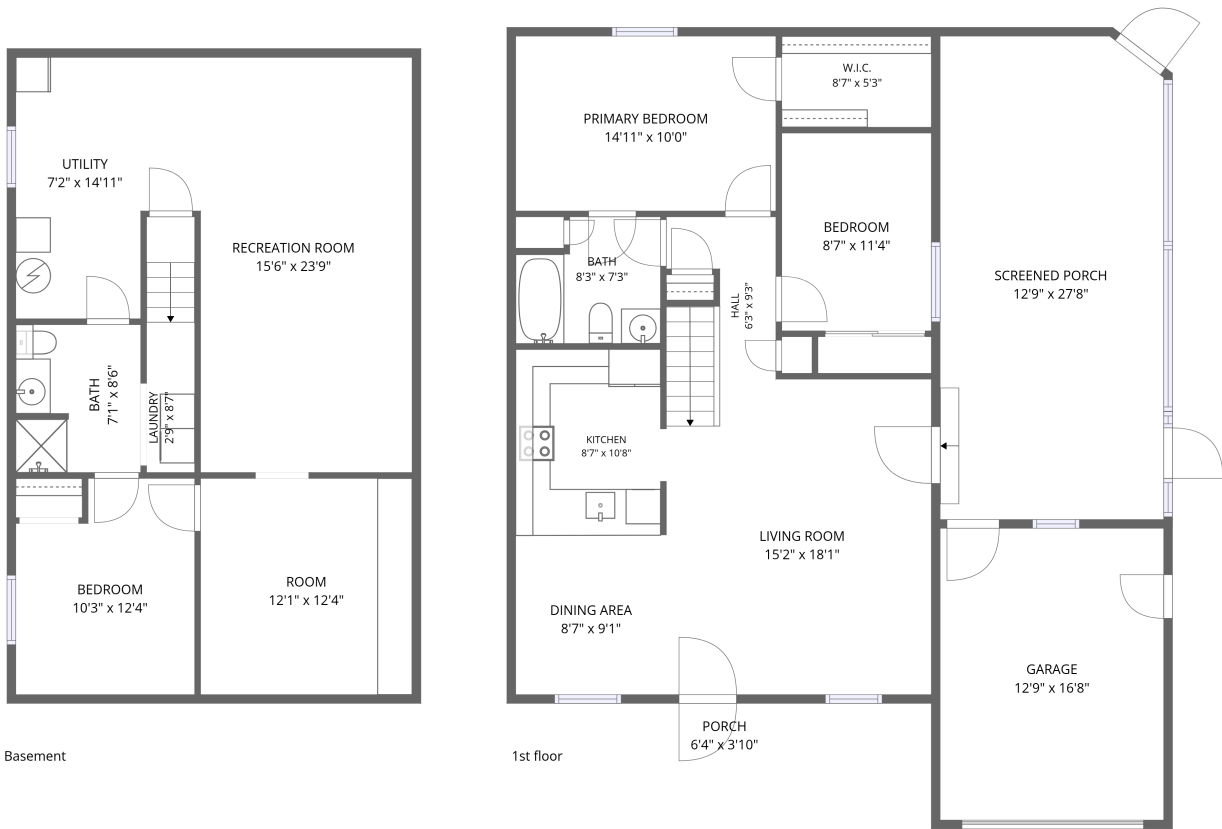 UTILITY
7'2" x 14'11"
RECREATION ROOM
15'6" x 23'9"
BATH
7'1" x 8'6"
LAUNDRY
2'9" x 8'7"
BEDROOM
10'3" x 12'4"
ROOM
12'1" x 12'4"
Basement
PRIMARY BEDROOM
14'11" x 10'0"
W.I.C.
8'7" x 5'3"
BEDROOM
8'7" x 11'4"
SCREENED PORCH
12'9" x 27'8"
BATH
8'3" x 7'3"
HALL
6'3" x 9'3"
KITCHEN
8'7" x 10'8"
LIVING ROOM
15'2" x 18'1"
DINING AREA
8'7" x 9'1"
GARAGE
12'9" x 16'8"
PORCH
6'4" x 3'10"
1st floor